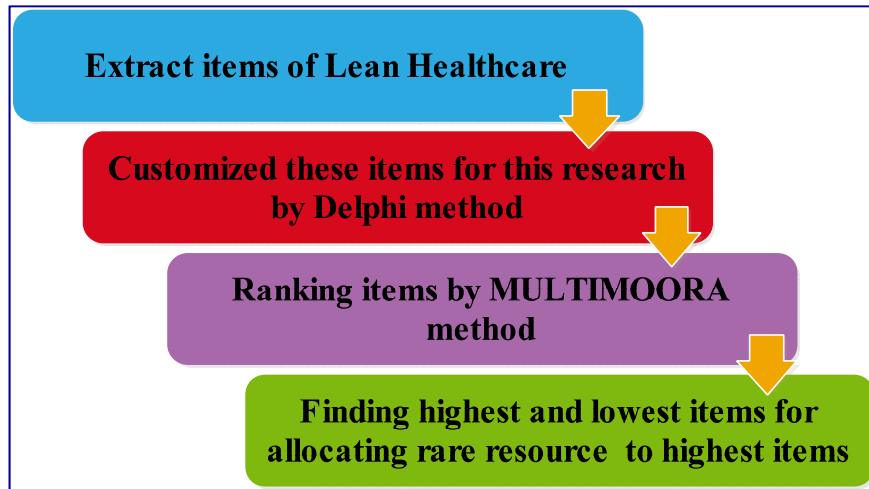 Extract items of Lean Healthcare
Customized these items for this research
by Delphi method
Ranking items by MULTIMOORA
method
Finding highest and lowest items for
allocating rare resource to highest items